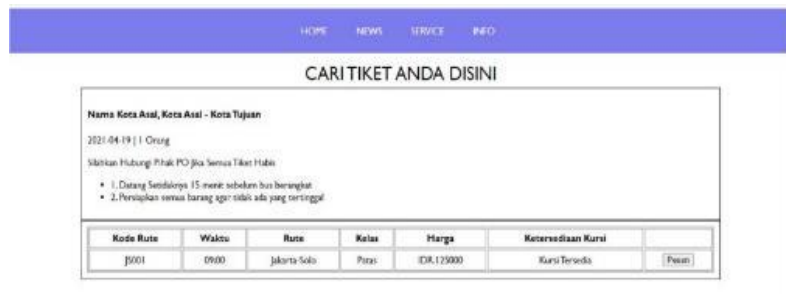 HOME NEWS SERVICE INFO
CARI TIKET ANDA DISINI
Nama Kota Asal, Kota Asal - Kota Tujuan
2021-04-19 | 1 Orang
Silahkan Hubungi Pihak PO Jika Semua Tiket Habis
1. Datang Setidaknya 15 menit sebelum bus berangkat
2. Persiapkan semua barang agar tidak ada yang tertinggal
Kode Rute Waktu Rute Kelas Harga Ketersediaan Kursi
JS001 09:00 Jakarta-Solo Patas IDR.125000 Kursi Tersedia Pesan